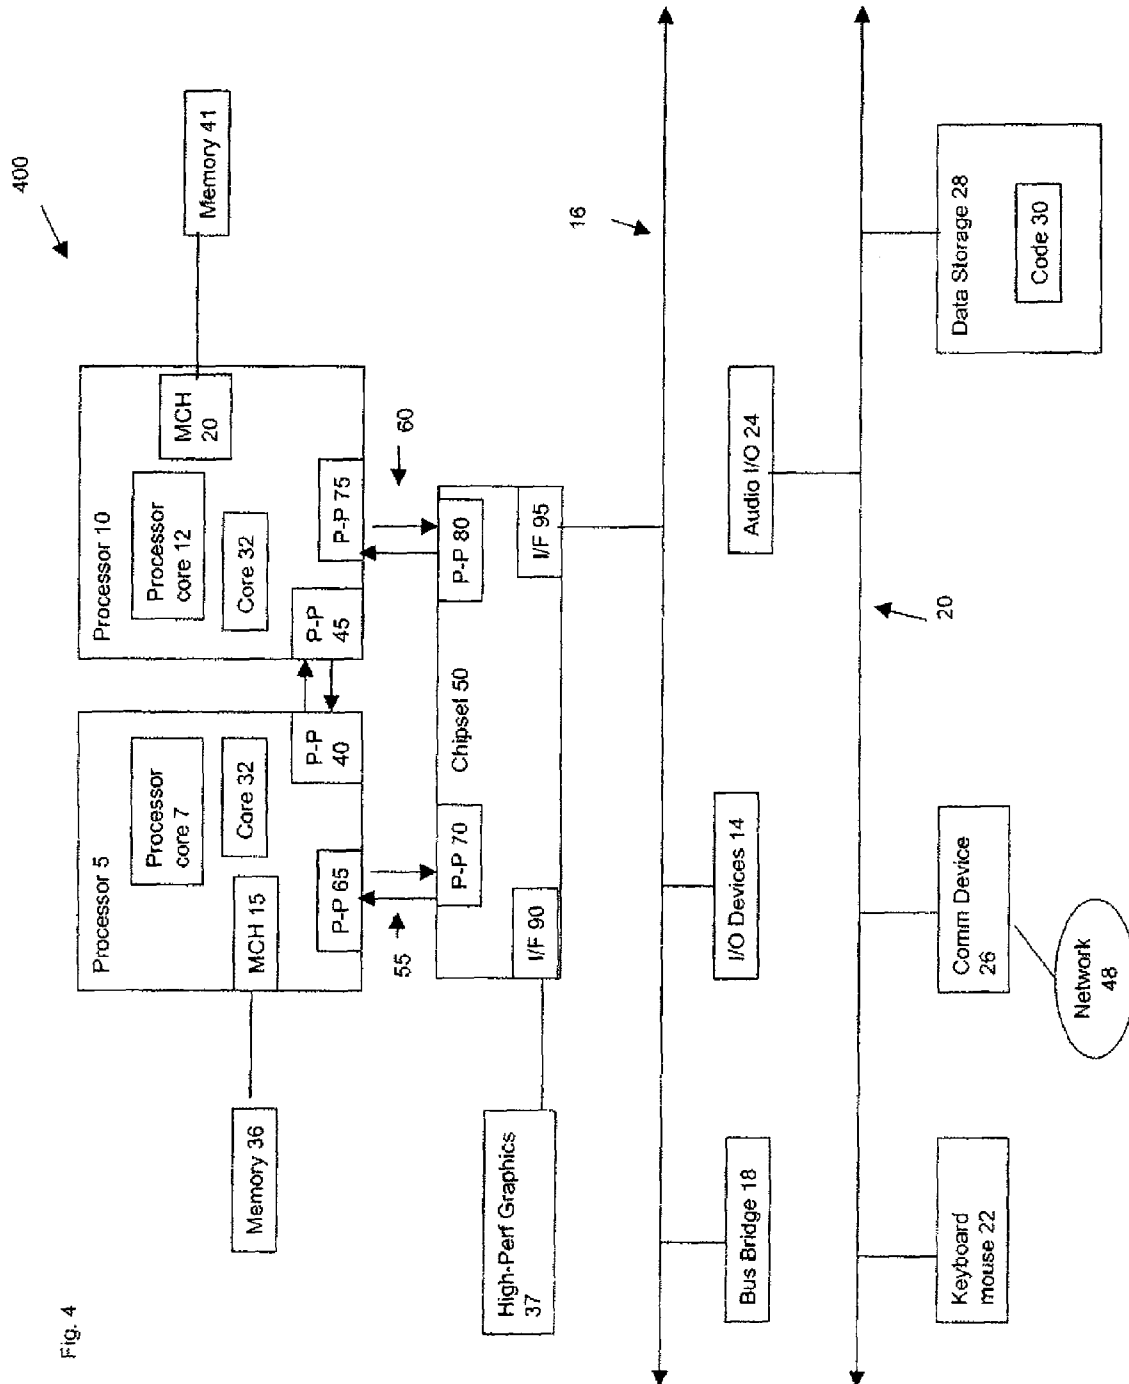 Fig. 4
400
Processor 5
Processor
core 7
Core 32
MCH 15
P-P
40
P-P 65
Processor 10
Processor
core 12
Core 32
MCH
20
P-P
45
P-P 75
Memory 36
Memory 41
55
60
P-P 70
P-P 80
Chipset 50
I/F 90
I/F 95
High-Perf Graphics
37
16
Bus Bridge 18
I/O Devices 14
Audio I/O 24
20
Keyboard
mouse 22
Comm Device
26
Network
48
Data Storage 28
Code 30